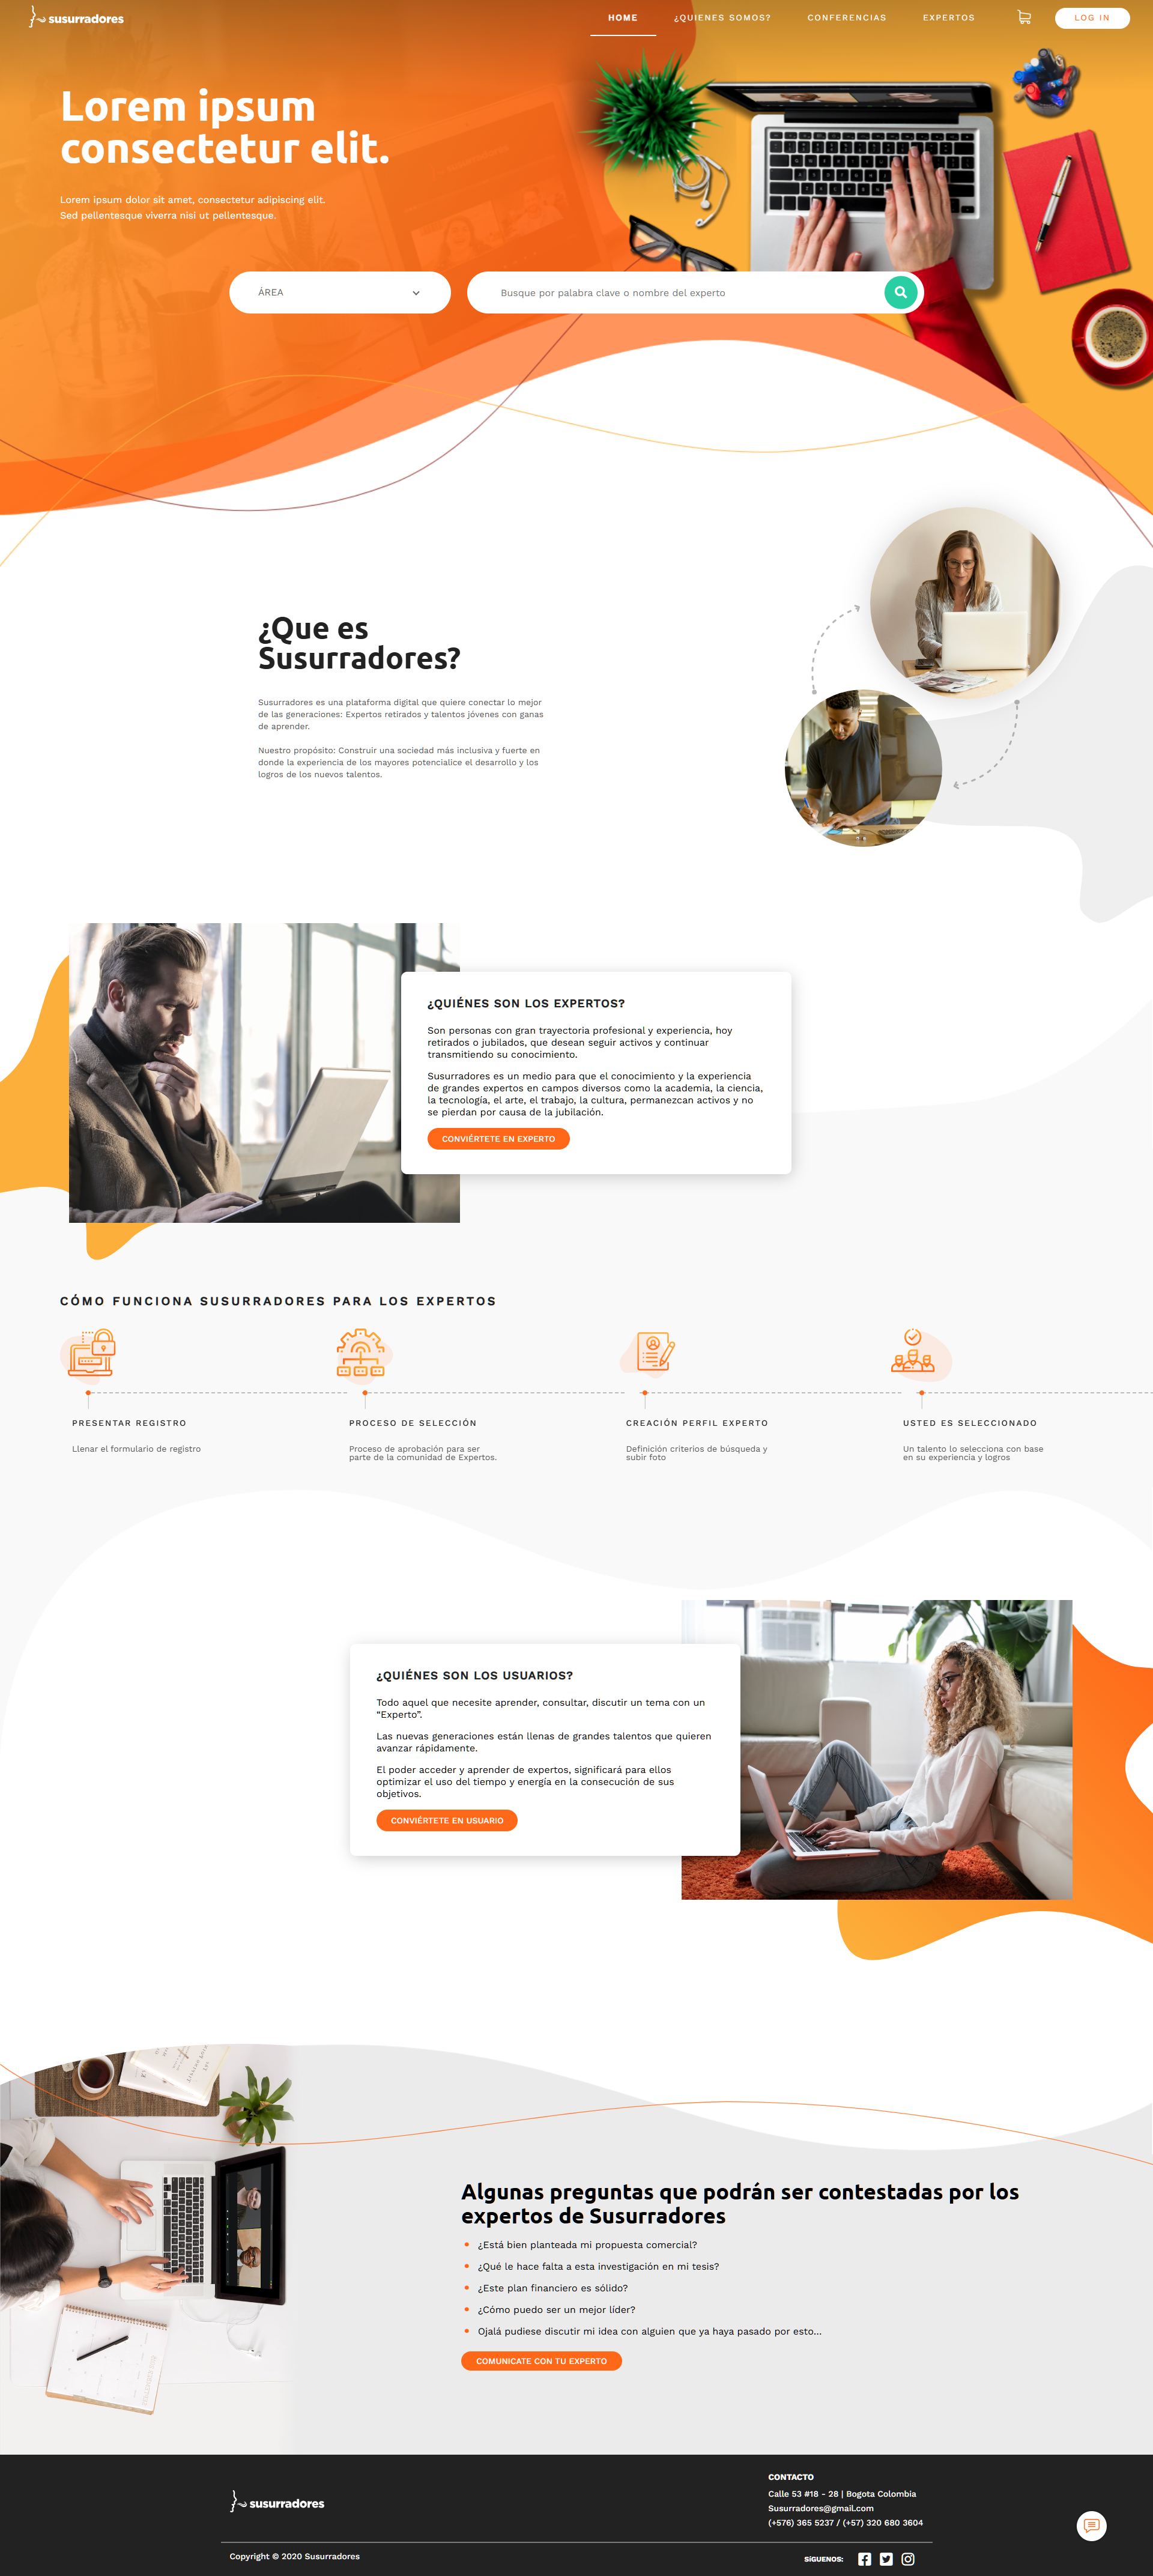 susurradores
HOME
¿QUIENES SOMOS?
CONFERENCIAS
EXPERTOS
LOG IN
Lorem ipsum
consectetur elit.
Lorem ipsum dolor sit amet, consectetur adipiscing elit.
Sed pellentesque viverra nisi ut pellentesque.
ÁREA
Busque por palabra clave o nombre del experto
¿Que es
Susurradores?
Susurradores es una plataforma digital que quiere conectar lo mejor
de las generaciones: Expertos retirados y talentos jóvenes con ganas
de aprender.
Nuestro propósito: Construir una sociedad más inclusiva y fuerte en
donde la experiencia de los mayores potencialice el desarrollo y los
logros de los nuevos talentos.
¿QUIÉNES SON LOS EXPERTOS?
Son personas con gran trayectoria profesional y experiencia, hoy
retirados o jubilados, que desean seguir activos y continuar
transmitiendo su conocimiento.
Susurradores es un medio para que el conocimiento y la experiencia
de grandes expertos en campos diversos como la academia, la ciencia,
la tecnología, el arte, el trabajo, la cultura, permanezcan activos y no
se pierdan por causa de la jubilación.
CONVIÉRTETE EN EXPERTO
CÓMO FUNCIONA SUSURRADORES PARA LOS EXPERTOS
PRESENTAR REGISTRO
Llenar el formulario de registro
PROCESO DE SELECCIÓN
Proceso de aprobación para ser
parte de la comunidad de Expertos.
CREACIÓN PERFIL EXPERTO
Definición criterios de búsqueda y
subir foto
USTED ES SELECCIONADO
Un talento lo selecciona con base
en su experiencia y logros
¿QUIÉNES SON LOS USUARIOS?
Todo aquel que necesite aprender, consultar, discutir un tema con un
“Experto”.
Las nuevas generaciones están llenas de grandes talentos que quieren
avanzar rápidamente.
El poder acceder y aprender de expertos, significará para ellos
optimizar el uso del tiempo y energía en la consecución de sus
objetivos.
CONVIÉRTETE EN USUARIO
Algunas preguntas que podrán ser contestadas por los
expertos de Susurradores
¿Está bien planteada mi propuesta comercial?
¿Qué le hace falta a esta investigación en mi tesis?
¿Este plan financiero es sólido?
¿Cómo puedo ser un mejor líder?
Ojalá pudiese discutir mi idea con alguien que ya haya pasado por esto...
COMUNICATE CON TU EXPERTO
susurradores
CONTACTO
Calle 53 #18 - 28 | Bogota Colombia
Susurradores@gmail.com
(+576) 365 5237 / (+57) 320 680 3604
Copyright © 2020 Susurradores
SíGUENOS: